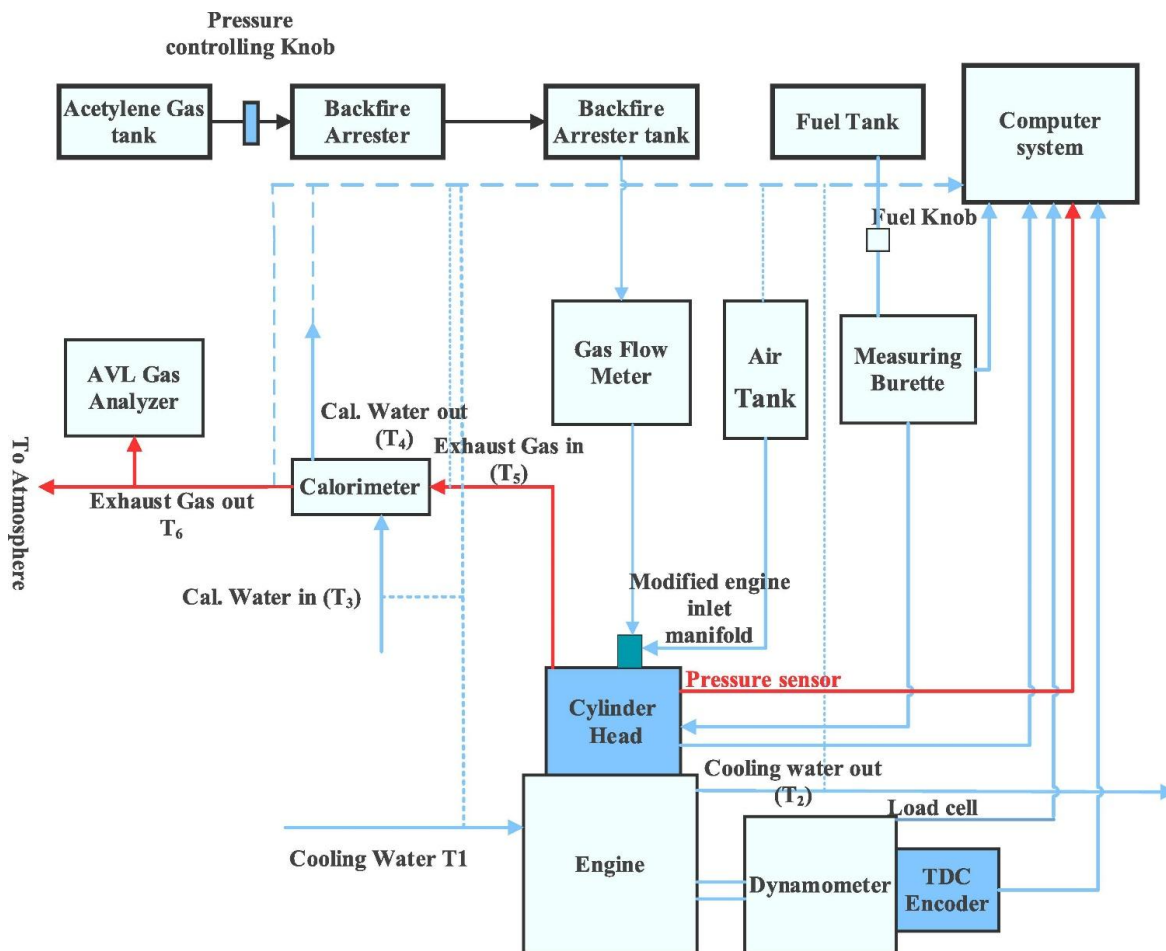 Pressure
controlling Knob
Acetylene Gas
tank
Backfire
Arrester
Backfire
Arrester tank
Fuel Tank
Computer
system
Fuel Knob
AVL Gas
Analyzer
Gas Flow
Meter
Air
Tank
Measuring
Burette
Cal. Water out
(T4)
Exhaust Gas in
(T5)
To Atmosphere
Exhaust Gas out
T6
Calorimeter
Cal. Water in (T3)
Modified engine
inlet
manifold
Pressure sensor
Cylinder
Head
Cooling water out
(T2)
Load cell
Cooling Water T1
Engine
Dynamometer
TDC
Encoder